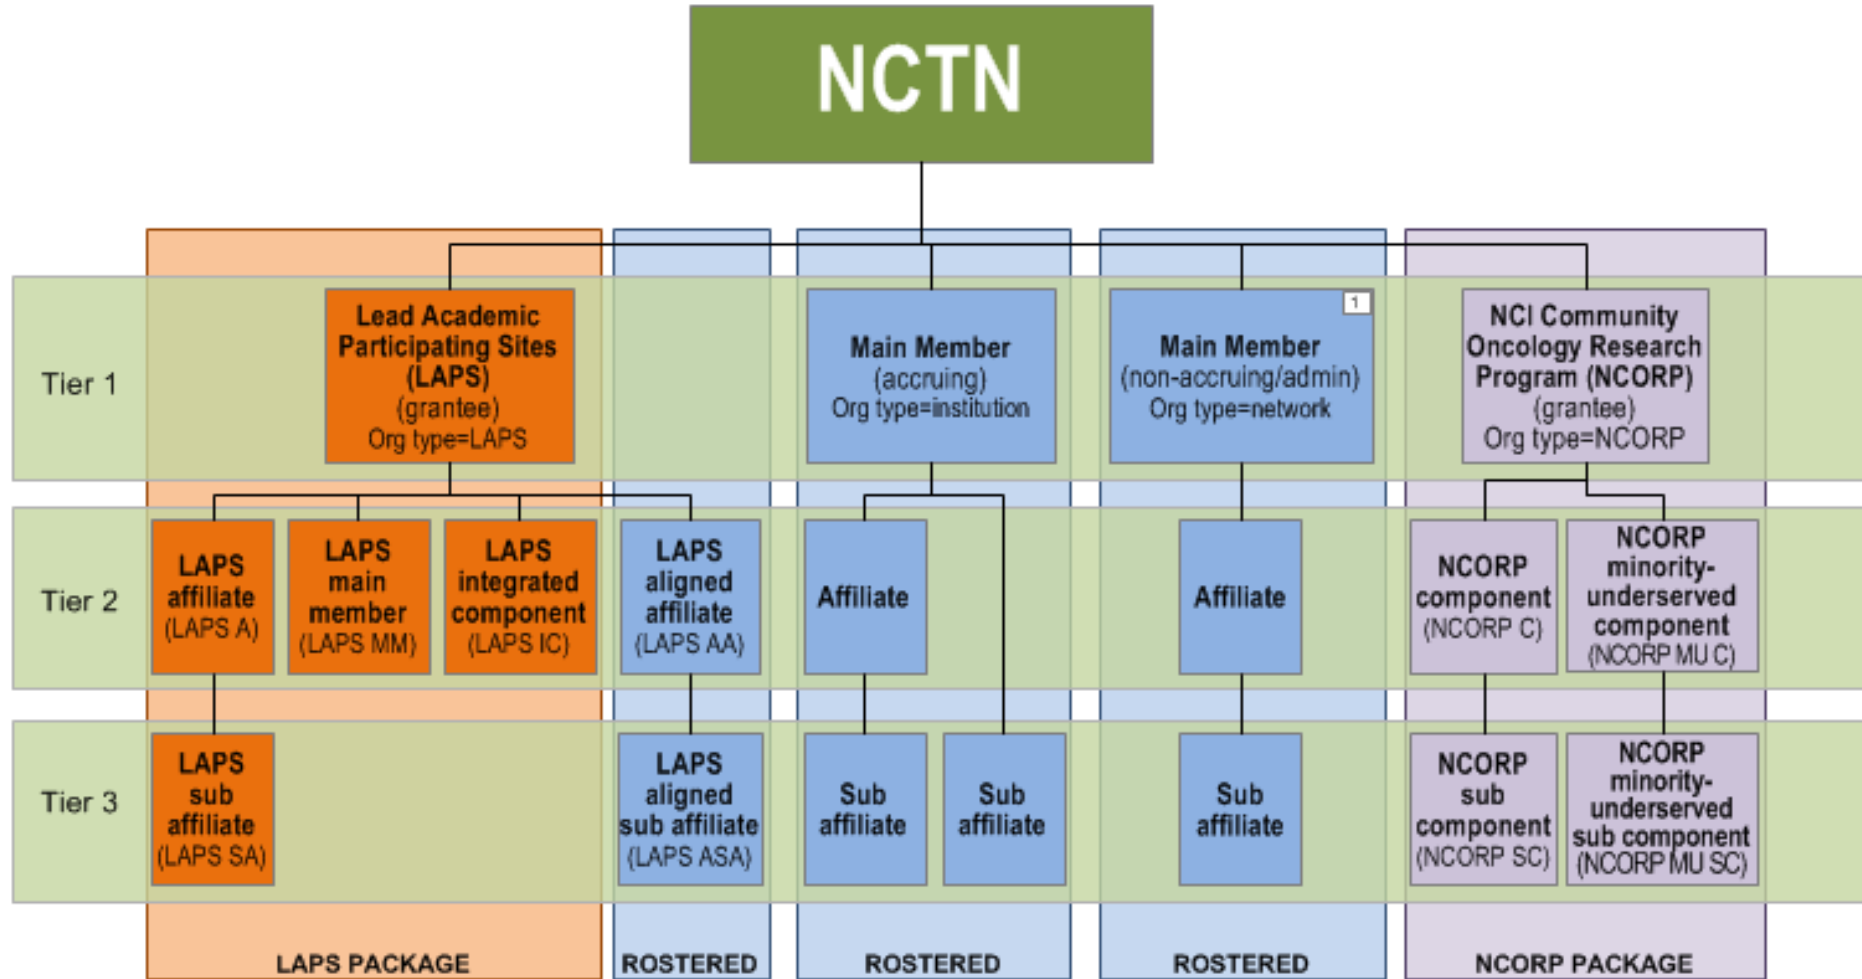 NCTN
Tier 1
Lead Academic
Participating Sites
(LAPS)
(grantee)
Org type=LAPS
Main Member
(accruing)
Org type=institution
1
Main Member
(non-accruing/admin)
Org type=network
NCI Community
Oncology Research
Program (NCORP)
(grantee)
Org type=NCORP
Tier 2
LAPS
affiliate
(LAPS A)
LAPS
main
member
(LAPS MM)
LAPS
integrated
component
(LAPS IC)
LAPS
aligned
affiliate
(LAPS AA)
Affiliate
Affiliate
NCORP
component
(NCORP C)
NCORP
minority-
underserved
component
(NCORP MU C)
Tier 3
LAPS
sub
affiliate
(LAPS SA)
LAPS
aligned
sub affiliate
(LAPS ASA)
Sub
affiliate
Sub
affiliate
Sub
affiliate
NCORP
sub
component
(NCORP SC)
NCORP
minority-
underserved
sub component
(NCORP MU SC)
LAPS PACKAGE
ROSTERED
ROSTERED
ROSTERED
NCORP PACKAGE